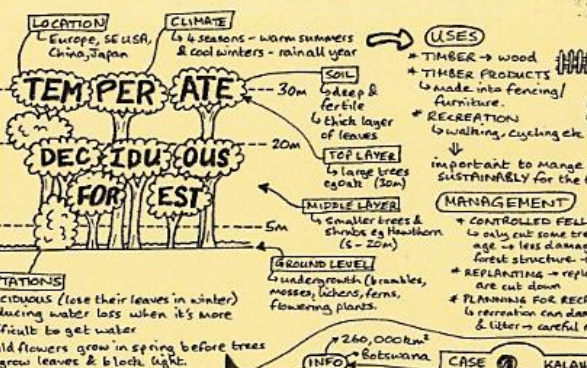 LOCATION
↳ Europe, SE USA,
China, Japan
CLIMATE
↳ 4 seasons - warm summers
& cool winters - rain all year
USES
* TIMBER → wood
* TIMBER PRODUCTS
↳ made into fencing/
furniture.
* RECREATION
↳ walking, cycling etc
⇓
important to mange
SUSTAINABLY for the
TEM PER ATE
DEC IDU OUS
FOR EST
30m
20m
5m
SOIL
↳ deep &
fertile
↳ thick layer
of leaves
TOP LAYER
↳ large trees
eg oak (30m)
MIDDLE LAYER
↳ smaller trees &
shrubs eg Hawthorn
(5-20m)
GROUND LEVEL
↳ undergrowth (brambles,
mosses, lichens, ferns,
flowering plants.
MANAGEMENT
* CONTROLLED FELL
↳ only cut some tre
age → less damag
forest structure -
* REPLANTING → repl
are cut down
* PLANNING FOR RECR
↳ recreation can dam
& litter → careful
TATIONS
CIDUOUS (lose their leaves in winter)
ducing water loss when it's more
ficult to get water
ld flowers grow in spring before trees
grow leaves & block light.
INFO
260,000km²
Botswana
CASE
KALAH